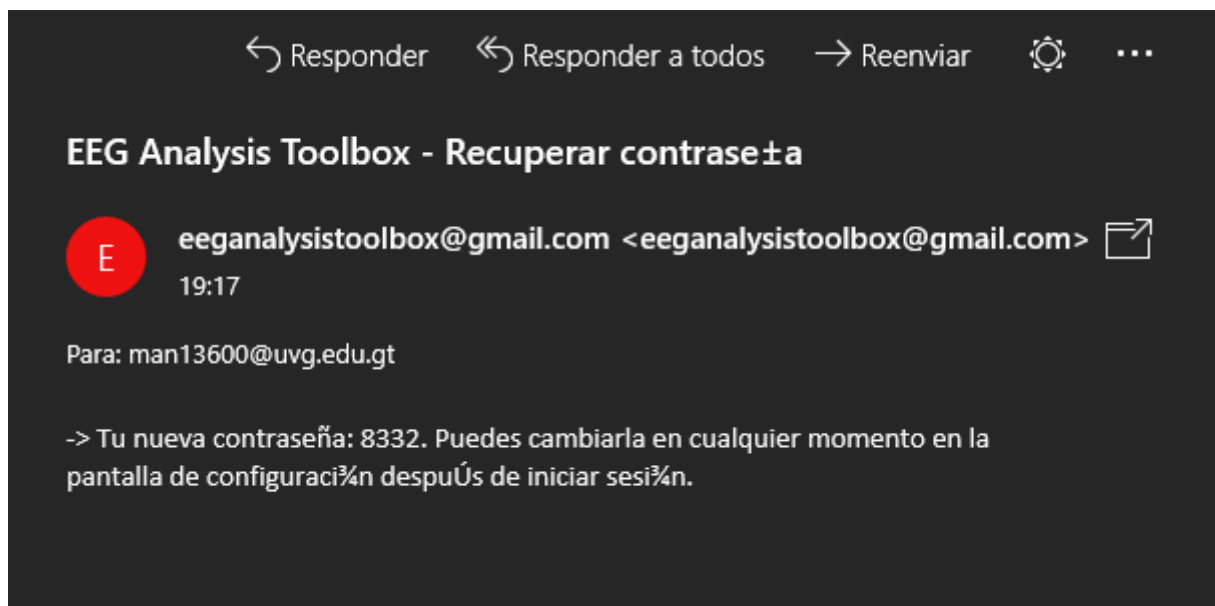 Responder Responder a todos Reenviar ...
EEG Analysis Toolbox - Recuperar contrase±a
E
eeganalysistoolbox@gmail.com <eeganalysistoolbox@gmail.com>
19:17
Para: man13600@uvg.edu.gt
-> Tu nueva contraseña: 8332. Puedes cambiarla en cualquier momento en la
pantalla de configuraci¾n despuÚs de iniciar sesi¾n.